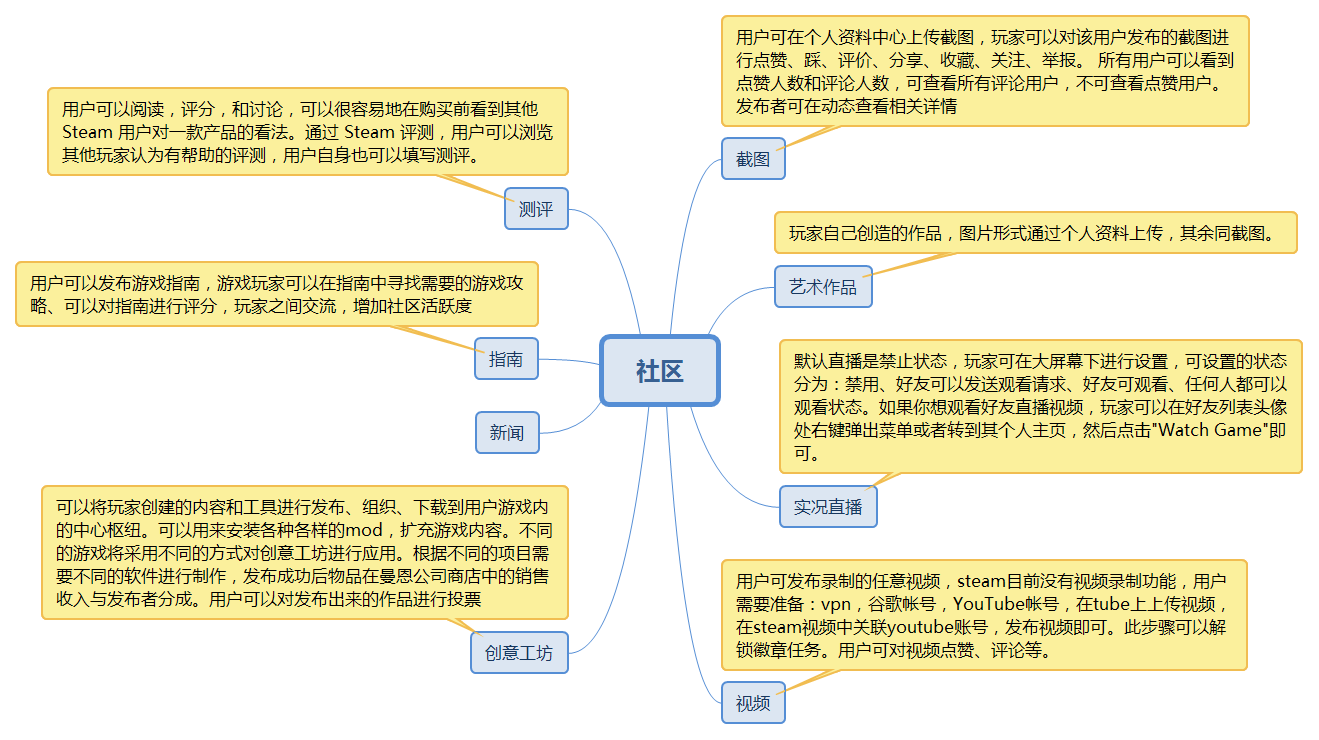 用户可在个人资料中心上传截图，玩家可以对该用户发布的截图进
行点赞、踩、评价、分享、收藏、关注、举报。 所有用户可以看到
点赞人数和评论人数，可查看所有评论用户，不可查看点赞用户。
发布者可在动态查看相关详情
截图
玩家自己创造的作品，图片形式通过个人资料上传，其余同截图。
艺术作品
默认直播是禁止状态，玩家可在大屏幕下进行设置，可设置的状态
分为：禁用、好友可以发送观看请求、好友可观看、任何人都可以
观看状态。如果你想观看好友直播视频，玩家可以在好友列表头像
处右键弹出菜单或者转到其个人主页，然后点击"Watch Game"即
可。
实况直播
用户可发布录制的任意视频，steam目前没有视频录制功能，用户
需要准备：vpn，谷歌帐号，YouTube帐号，在tube上上传视频，
在steam视频中关联youtube账号，发布视频即可。此步骤可以解
锁徽章任务。用户可对视频点赞、评论等。
视频
社区
用户可以阅读，评分，和讨论，可以很容易地在购买前看到其他
Steam 用户对一款产品的看法。通过 Steam 评测，用户可以浏览
其他玩家认为有帮助的评测，用户自身也可以填写测评。
测评
用户可以发布游戏指南，游戏玩家可以在指南中寻找需要的游戏攻
略、可以对指南进行评分，玩家之间交流，增加社区活跃度
指南
新闻
可以将玩家创建的内容和工具进行发布、组织、下载到用户游戏内
的中心枢纽。可以用来安装各种各样的mod，扩充游戏内容。不同
的游戏将采用不同的方式对创意工坊进行应用。根据不同的项目需
要不同的软件进行制作，发布成功后物品在曼恩公司商店中的销售
收入与发布者分成。用户可以对发布出来的作品进行投票
创意工坊